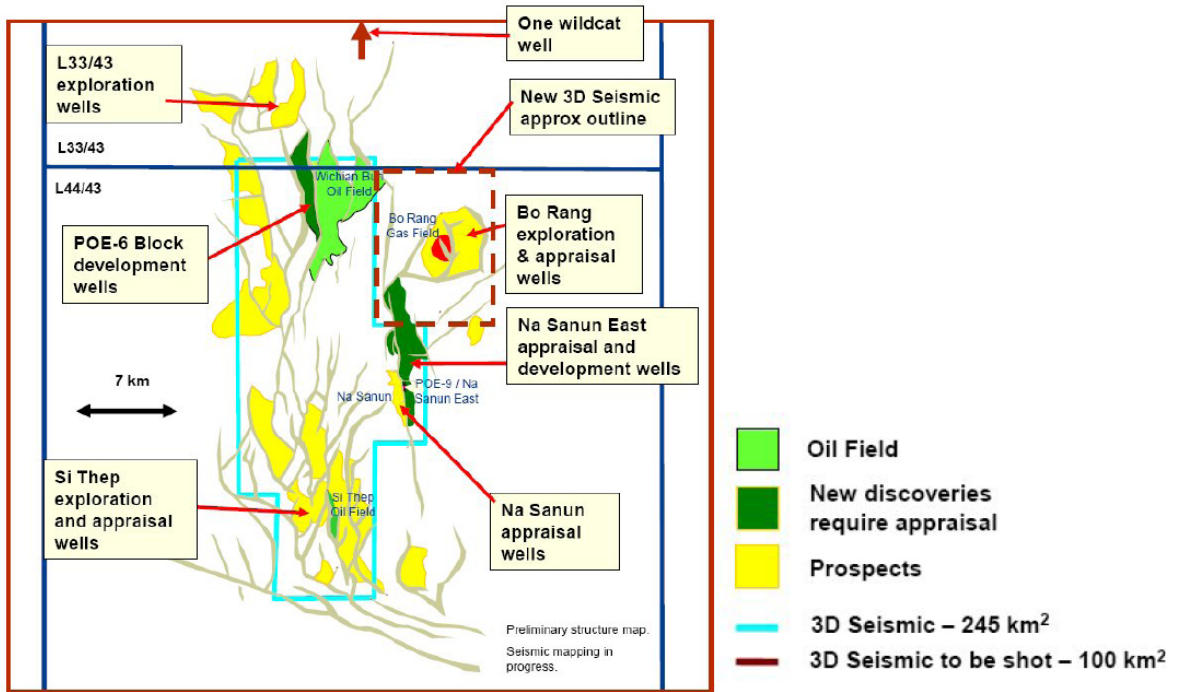 One wildcat
well
L33/43
exploration
wells
New 3D Seismic
approx outline
L33/43
L44/43
Wichian Buri
Oil Field
Bo Rang
Gas Field
Bo Rang
exploration
& appraisal
wells
POE-6 Block
development
wells
Na Sanun East
appraisal and
development wells
7 km
Na Sanun
POE-9 / Na
Sanun East
Si Thep
exploration
and appraisal
wells
Si Thep
Oil Field
Na Sanun
appraisal
wells
Preliminary structure map.
Seismic mapping in
progress.
Oil Field
New discoveries
require appraisal
Prospects
3D Seismic – 245 km²
3D Seismic to be shot – 100 km²